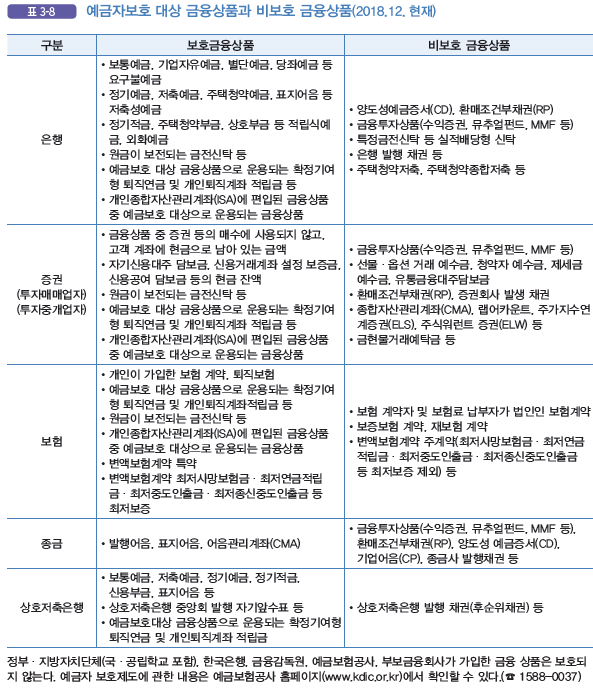 표 3-8 예금자보호 대상 금융상품과 비보호 금융상품(2018.12. 현재)
구분 보호금융상품 비보호 금융상품
은행
• 보통예금, 기업자유예금, 별단예금, 당좌예금 등
요구불예금
• 정기예금, 저축예금, 주택청약예금, 표지어음 등
저축성예금
• 정기적금, 주택청약부금, 상호부금 등 적립식예
금, 외화예금
• 원금이 보전되는 금전신탁 등
• 예금보호 대상 금융상품으로 운용되는 확정기여
형 퇴직연금 및 개인퇴직계좌 적립금 등
• 개인종합자산관리계좌(ISA)에 편입된 금융상품
중 예금보호 대상으로 운용되는 금융상품
• 양도성예금증서(CD), 환매조건부채권(RP)
• 금융투자상품(수익증권, 뮤추얼펀드, MMF 등)
• 특정금전신탁 등 실적배당형 신탁
• 은행 발행 채권 등
• 주택청약저축, 주택청약종합저축 등
증권
(투자매매업자)
(투자중개업자)
• 금융상품 중 증권 등의 매수에 사용되지 않고,
고객 계좌에 현금으로 남아 있는 금액
• 자기신용대주 담보금, 신용거래계좌 설정 보증금,
신용공여 담보금 등의 현금 잔액
• 원금이 보전되는 금전신탁 등
• 예금보호 대상 금융상품으로 운용되는 확정기여
형 퇴직연금 및 개인퇴직계좌 적립금 등
• 개인종합자산관리계좌(ISA)에 편입된 금융상품
중 예금보호 대상으로 운용되는 금융상품
• 금융투자상품(수익증권, 뮤추얼펀드, MMF 등)
• 선물·옵션 거래 예수금, 청약자 예수금, 제세금
예수금, 유통금융대주담보금
• 환매조건부채권(RP), 증권회사 발생 채권
• 종합자산관리계좌(CMA), 랩어카운트, 주가지수연
계증권(ELS), 주식워런트 증권(ELW) 등
• 금현물거래예탁금 등
보험
• 개인이 가입한 보험 계약, 퇴직보험
• 예금보호 대상 금융상품으로 운용되는 확정기여
형 퇴직연금 및 개인퇴직계좌적립금 등
• 원금이 보전되는 금전신탁 등
• 개인종합자산관리계좌(ISA)에 편입된 금융상품
중 예금보호 대상으로 운용되는 금융상품
• 변액보험계약 특약
• 변액보험계약 최저사망보험금·최저연금적립
금·최저중도인출금·최저종신중도인출금 등
최저보증
• 보험 계약자 및 보험료 납부자가 법인인 보험계약
• 보증보험 계약, 재보험 계약
• 변액보험계약 주계약(최저사망보험금·최저연금
적립금·최저중도인출금·최저종신중도인출금
등 최저보증 제외) 등
종금
• 발행어음, 표지어음, 어음관리계좌(CMA)
• 금융투자상품(수익증권, 뮤추얼펀드, MMF 등),
환매조건부채권(RP), 양도성 예금증서(CD),
기업어음(CP), 종금사 발행채권 등
상호저축은행
• 보통예금, 저축예금, 정기예금, 정기적금,
신용부금, 표지어음 등
• 상호저축은행 중앙회 발행 자기앞수표 등
• 예금보호대상 금융상품으로 운용되는 확정기여형
퇴직연금 및 개인퇴직계좌 적립금
• 상호저축은행 발행 채권(후순위채권) 등
정부·지방자치단체(국·공립학교 포함), 한국은행, 금융감독원, 예금보험공사, 부보금융회사가 가입한 금융 상품은 보호되
지 않는다. 예금자 보호제도에 관한 내용은 예금보험공사 홈페이지(www.kdic.or.kr)에서 확인할 수 있다.(☎ 1588-0037)